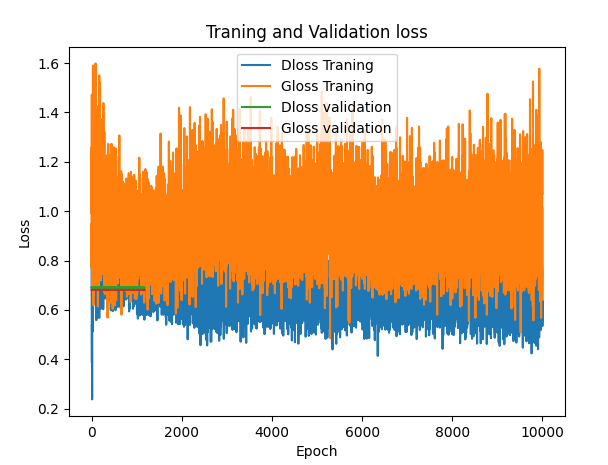 Traning and Validation loss
Dloss Traning
Gloss Traning
Dloss validation
Gloss validation
Loss
1.6
1.4
1.2
1.0
0.8
0.6
0.4
0.2
0 2000 4000 6000 8000 10000
Epoch